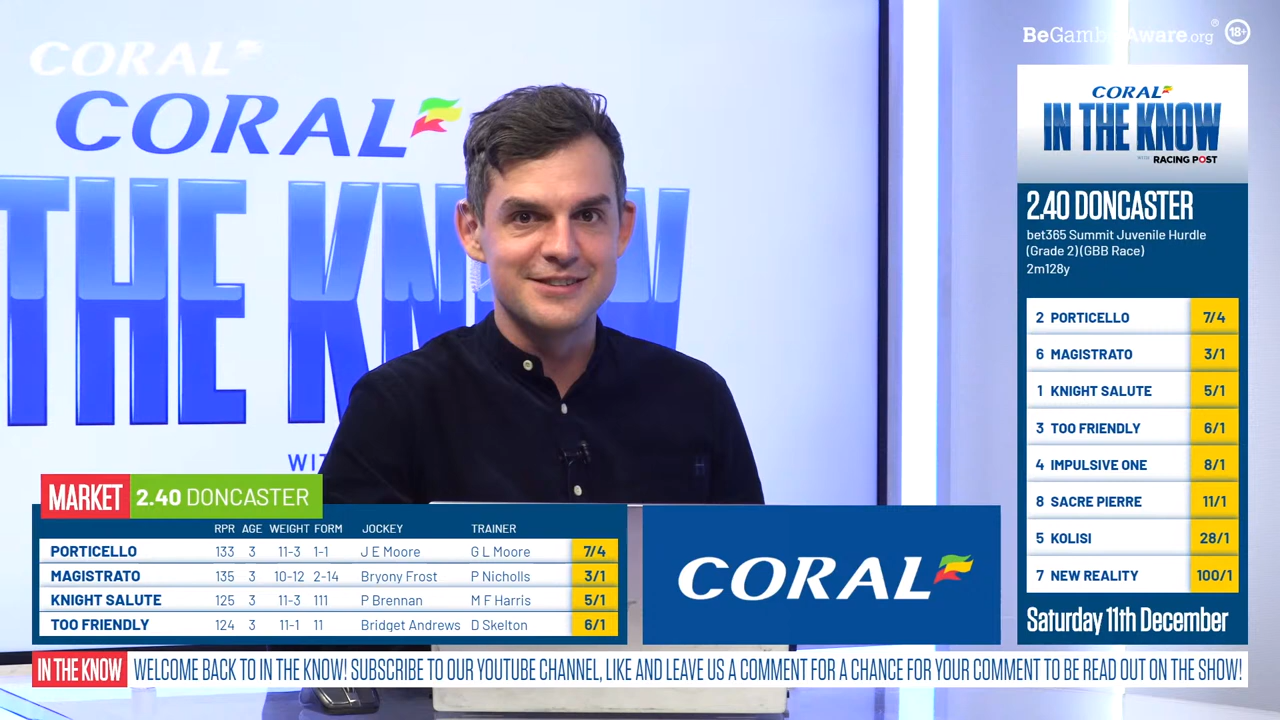 CORAL
BeGambleAware.org®
18+
CORAL
THE KNOW
WIT
CORAL
IN THE KNOW
WITH RACING POST
2.40 DONCASTER
bet365 Summit Juvenile Hurdle
(Grade 2)(GBB Race)
2m128y
2 PORTICELLO 7/4
6 MAGISTRATO 3/1
1 KNIGHT SALUTE 5/1
3 TOO FRIENDLY 6/1
4 IMPULSIVE ONE 8/1
8 SACRE PIERRE 11/1
5 KOLISI 28/1
7 NEW REALITY 100/1
Saturday 11th December
MARKET 2.40 DONCASTER
RPR AGE WEIGHT FORM JOCKEY TRAINER
PORTICELLO 133 3 11-3 1-1 J E Moore G L Moore 7/4
MAGISTRATO 135 3 10-12 2-14 Bryony Frost P Nicholls 3/1
KNIGHT SALUTE 125 3 11-3 111 P Brennan M F Harris 5/1
TOO FRIENDLY 124 3 11-1 11 Bridget Andrews D Skelton 6/1
CORAL
IN THE KNOW WELCOME BACK TO IN THE KNOW! SUBSCRIBE TO OUR YOUTUBE CHANNEL, LIKE AND LEAVE US A COMMENT FOR A CHANCE FOR YOUR COMMENT TO BE READ OUT ON THE SHOW!